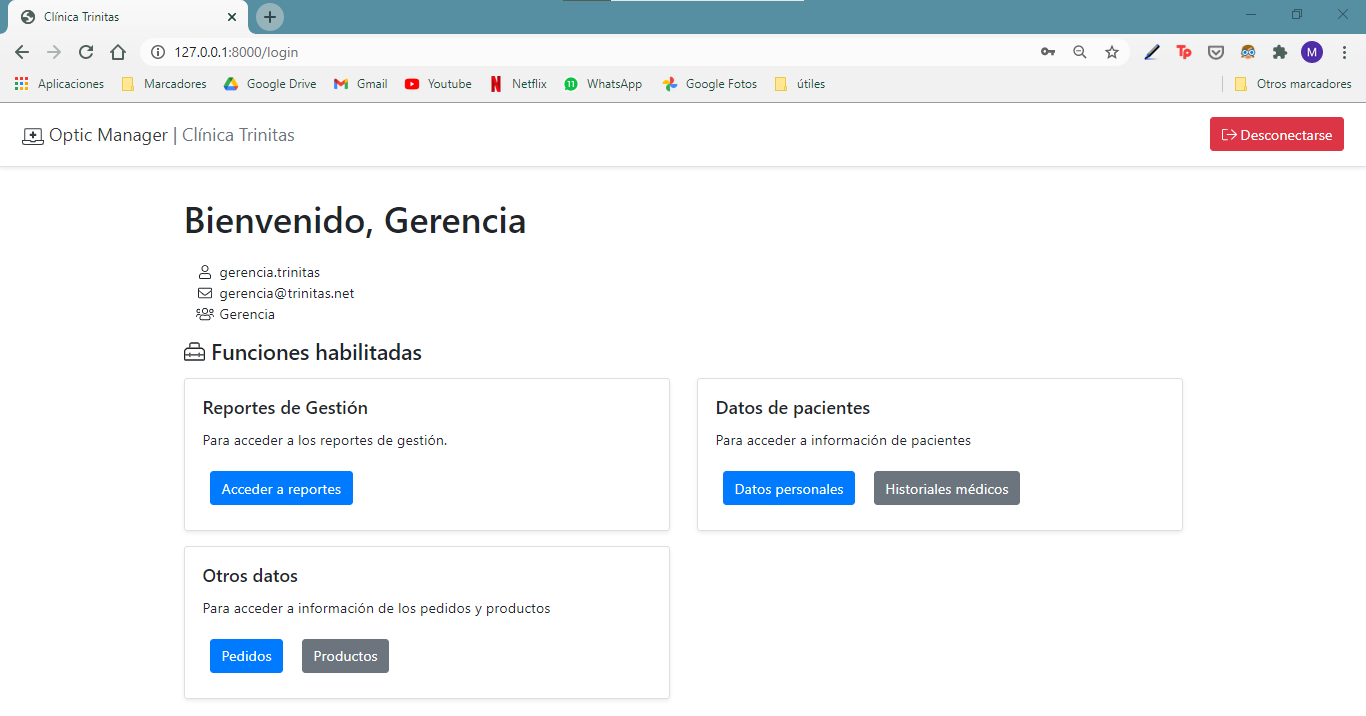 Clínica Trinitas
127.0.0.1:8000/login
Tp
M
Aplicaciones Marcadores Google Drive Gmail Youtube Netflix 11 WhatsApp Google Fotos útiles Otros marcadores
Optic Manager | Clínica Trinitas Desconectarse
Bienvenido, Gerencia
gerencia.trinitas
gerencia@trinitas.net
Gerencia
Funciones habilitadas
Reportes de Gestión
Para acceder a los reportes de gestión.
Acceder a reportes
Datos de pacientes
Para acceder a información de pacientes
Datos personales Historiales médicos
Otros datos
Para acceder a información de los pedidos y productos
Pedidos Productos